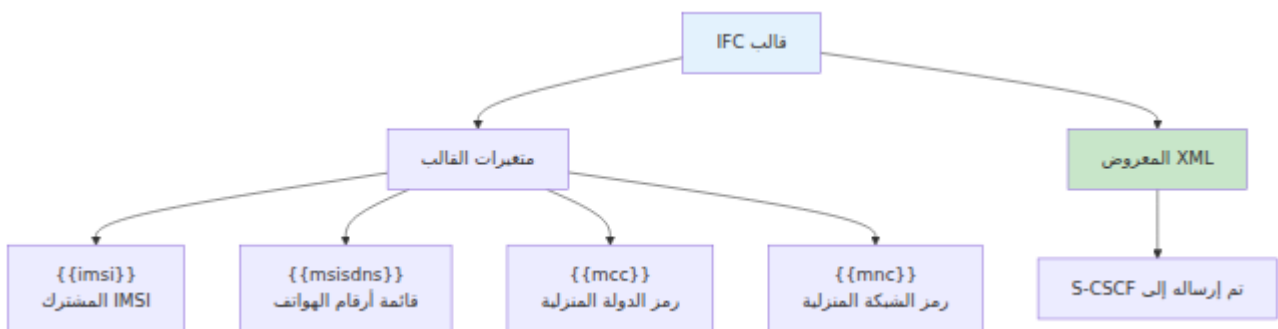 قالب IFC
متغيرات القالب
XML المعروض
{{imsi}}
IMSI المشترك
{{msisdns}}
قائمة أرقام الهواتف
{{mcc}}
رمز الدولة المنزلية
{{mnc}}
رمز الشبكة المنزلية
تم إرساله إلى S-CSCF